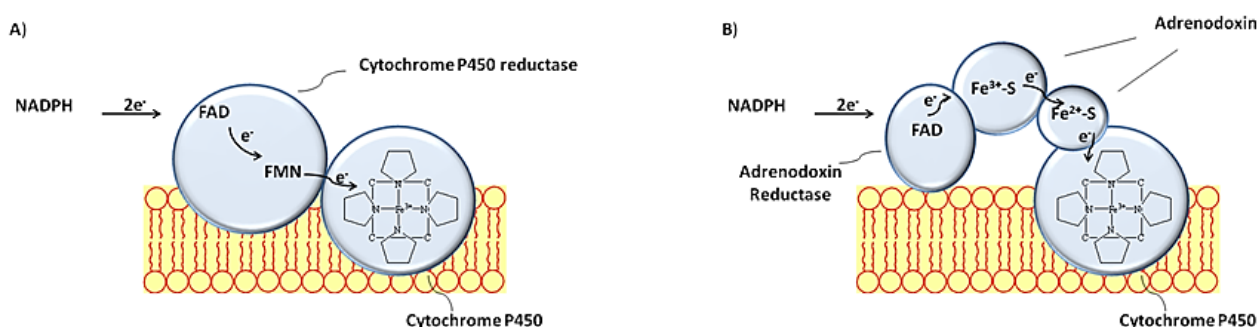 A)
Cytochrome P450 reductase
NADPH
2e-
FAD
e-
FMN
e-
C
N
C
N
Fe³⁺
N
C
N
C
Cytochrome P450
B)
Adrenodoxin
NADPH
2e-
Fe³⁺-S
e-
e-
FAD
Fe²⁺-S
e-
Adrenodoxin
Reductase
C
N
C
N
Fe³⁺
N
C
N
C
Cytochrome P450